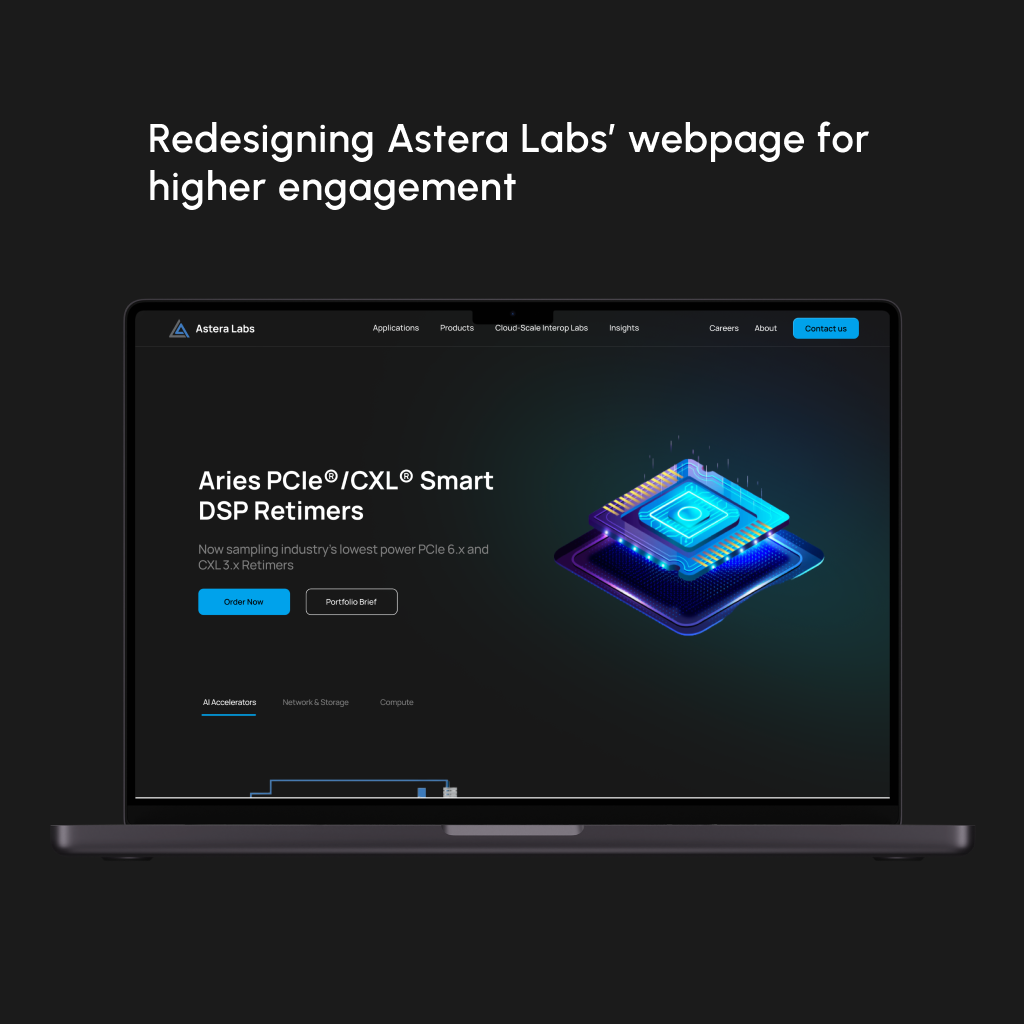 Redesigning Astera Labs’ webpage for
higher engagement
Astera Labs
Applications
Products
Cloud-Scale Interop Labs
Insights
Careers
About
Contact us
Aries PCIe®/CXL® Smart
DSP Retimers
Now sampling industry's lowest power PCIe 6.x and
CXL 3.x Retimers
Order Now
Portfolio Brief
AI Accelerators
Network & Storage
Compute